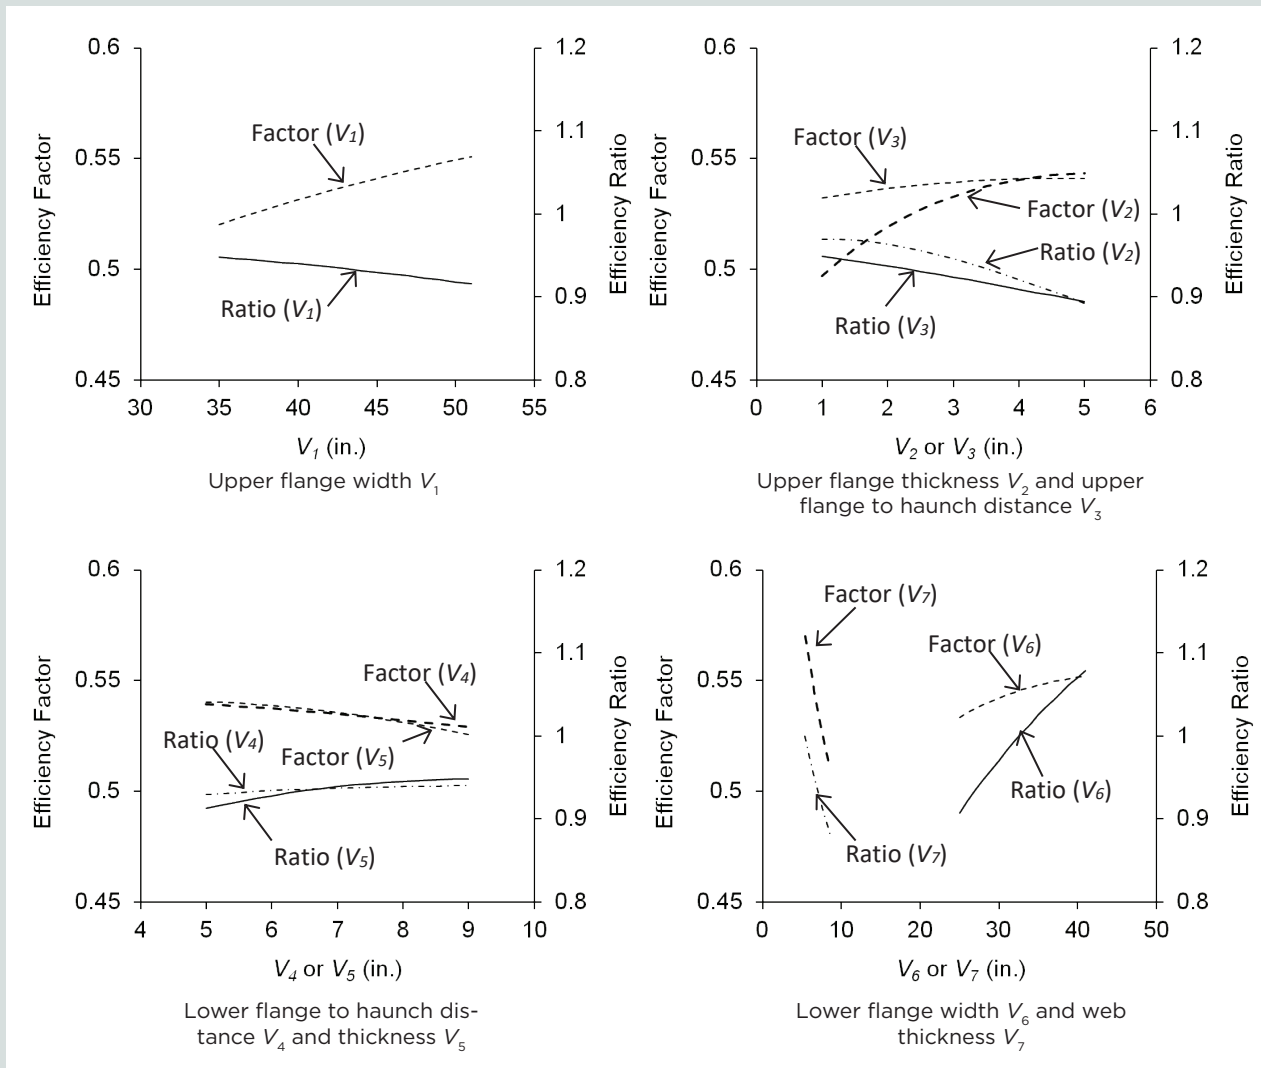 0.6
0.55
0.5
0.45
Efficiency Factor
1.2
1.1
1
0.9
0.8
Efficiency Ratio
Factor (V1)
Ratio (V1)
30 35 40 45 50 55
V1 (in.)
Upper flange width V1
0.6
0.55
0.5
0.45
Efficiency Factor
1.2
1.1
1
0.9
0.8
Efficiency Ratio
Factor (V3)
Factor (V2)
Ratio (V2)
Ratio (V3)
0 1 2 3 4 5 6
V2 or V3 (in.)
Upper flange thickness V2 and upper
flange to haunch distance V3
0.6
0.55
0.5
0.45
Efficiency Factor
1.2
1.1
1
0.9
0.8
Efficiency Ratio
Factor (V4)
Ratio (V4)
Factor (V5)
Ratio (V5)
4 5 6 7 8 9 10
V4 or V5 (in.)
Lower flange to haunch dis-
tance V4 and thickness V5
0.6
0.55
0.5
0.45
Efficiency Factor
1.2
1.1
1
0.9
0.8
Efficiency Ratio
Factor (V7)
Factor (V6)
Ratio (V6)
Ratio (V7)
0 10 20 30 40 50
V6 or V7 (in.)
Lower flange width V6 and web
thickness V7